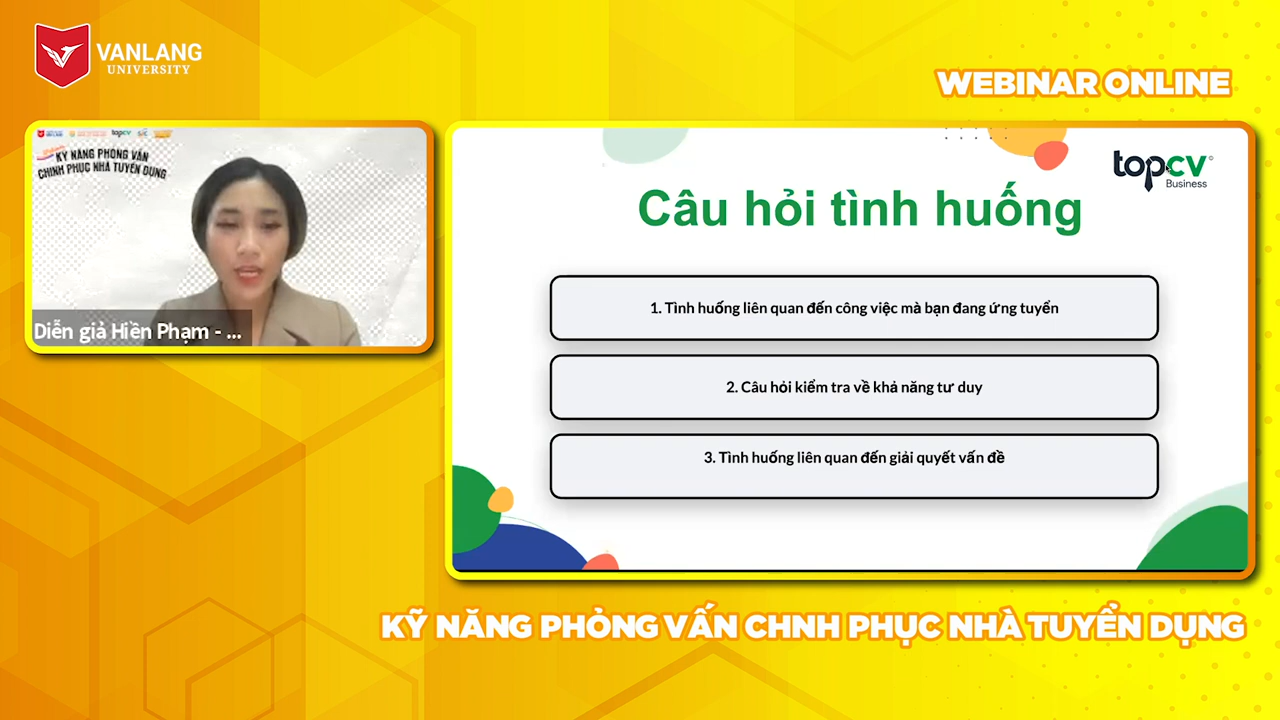 VANLANG
UNIVERSITY
WEBINAR ONLINE
topcv
KỸ NĂNG PHỎNG VẤN
CHINH PHỤC NHÀ TUYỂN DỤNG
Diễn giả Hiền Phạm - ...
topcv
Business
Câu hỏi tình huống
1. Tình huống liên quan đến công việc mà bạn đang ứng tuyển
2. Câu hỏi kiểm tra về khả năng tư duy
3. Tình huống liên quan đến giải quyết vấn đề
KỸ NĂNG PHỎNG VẤN CHNH PHỤC NHÀ TUYỂN DỤNG